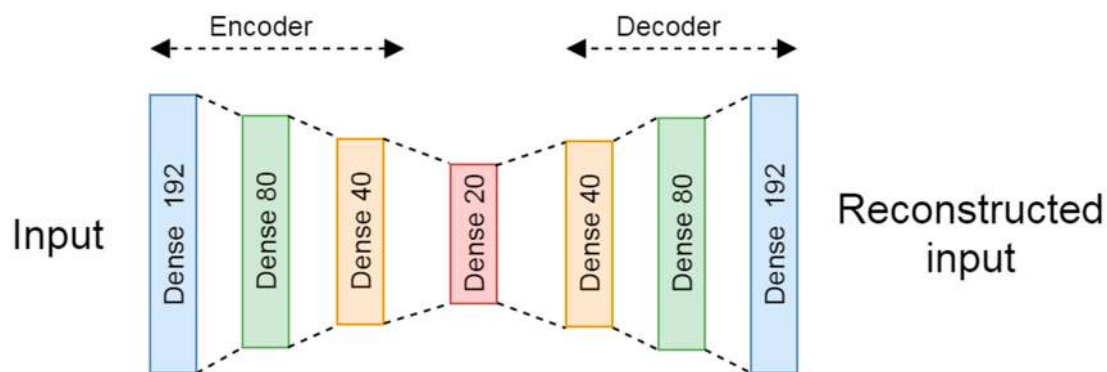 Encoder
Decoder
Input
Dense 192
Dense 80
Dense 40
Dense 20
Dense 40
Dense 80
Dense 192
Reconstructed
input